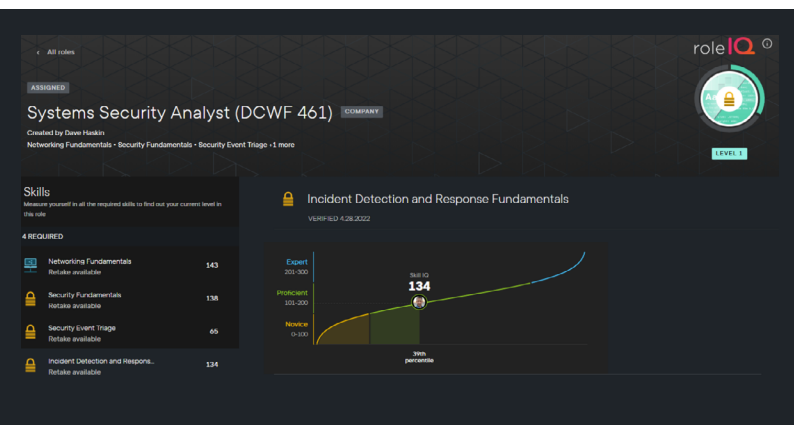 ‹ All roles
roleIQ
ASSIGNED
Systems Security Analyst (DCWF 461) COMPANY
Created by Dave Haskin
Networking Fundamentals • Security Fundamentals • Security Event Triage +1 more
LEVEL 1
Skills
Measure yourself in all the required skills to find out your current level in
this role
4 REQUIRED
Networking Fundamentals
Retake available
143
Security Fundamentals
Retake available
138
Security Event Triage
Retake available
65
Incident Detection and Respons...
Retake available
134
Incident Detection and Response Fundamentals
VERIFIED 4.28.2022
Expert
201-300
Proficient
101-200
Novice
0-100
Skill IQ
134
39th
percentile